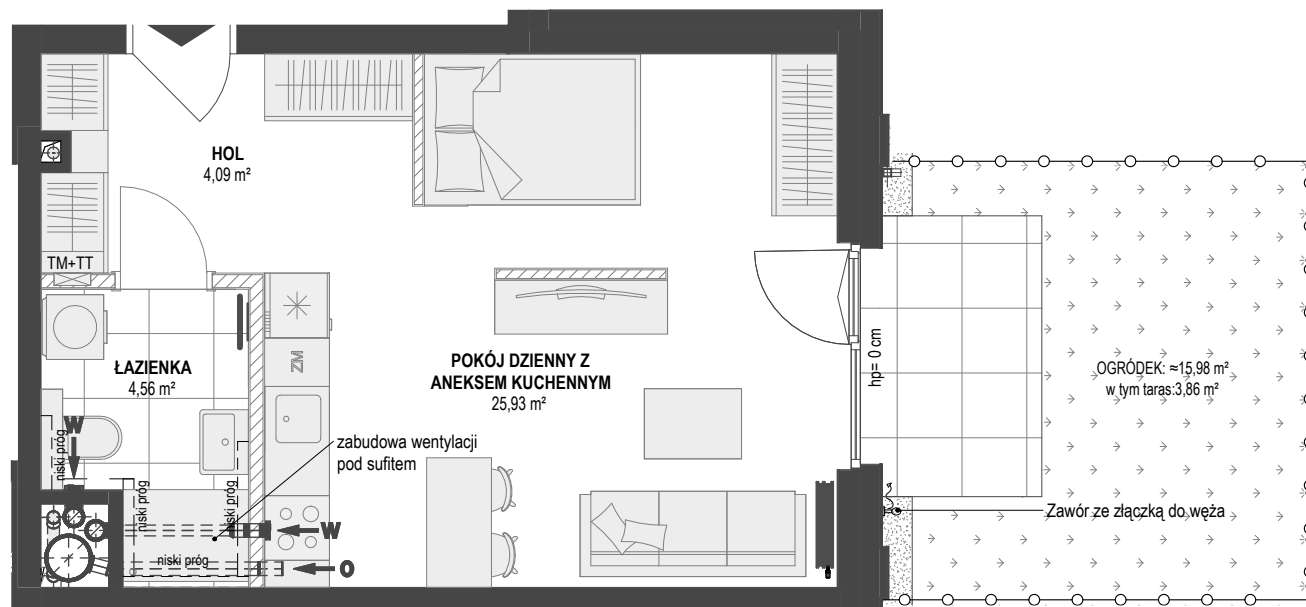 HOL
4,09 m²
TM+TT
ŁAZIENKA
4,56 m²
ZM
POKÓJ DZIENNY Z
ANEKSEM KUCHENNYM
25,93 m²
hp= 0 cm
OGRÓDEK: ≈15,98 m²
w tym taras:3,86 m²
W
niski próg
zabudowa wentylacji
pod sufitem
niski próg
niski próg
W
niski próg
O
Zawór ze złączką do węża